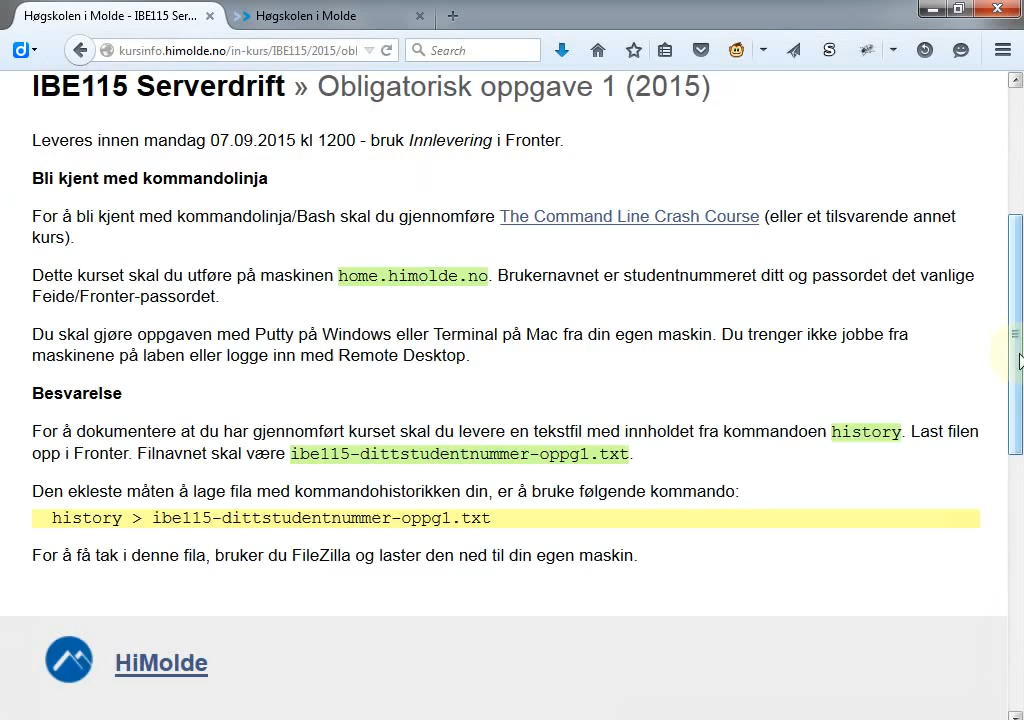 Høgskolen i Molde - IBE115 Ser...
Høgskolen i Molde
kursinfo.himolde.no/in-kurs/IBE115/2015/obl
Search
IBE115 Serverdrift » Obligatorisk oppgave 1 (2015)
Leveres innen mandag 07.09.2015 kl 1200 - bruk Innlevering i Fronter.
Bli kjent med kommandolinja
For å bli kjent med kommandolinja/Bash skal du gjennomføre The Command Line Crash Course (eller et tilsvarende annet
kurs).
Dette kurset skal du utføre på maskinen home.himolde.no. Brukernavnet er studentnummeret ditt og passordet det vanlige
Feide/Fronter-passordet.
Du skal gjøre oppgaven med Putty på Windows eller Terminal på Mac fra din egen maskin. Du trenger ikke jobbe fra
maskinene på laben eller logge inn med Remote Desktop.
Besvarelse
For å dokumentere at du har gjennomført kurset skal du levere en tekstfil med innholdet fra kommandoen history. Last filen
opp i Fronter. Filnavnet skal være ibe115-dittstudentnummer-oppg1.txt.
Den ekleste måten å lage fila med kommandohistorikken din, er å bruke følgende kommando:
history > ibe115-dittstudentnummer-oppg1.txt
For å få tak i denne fila, bruker du FileZilla og laster den ned til din egen maskin.
HiMolde